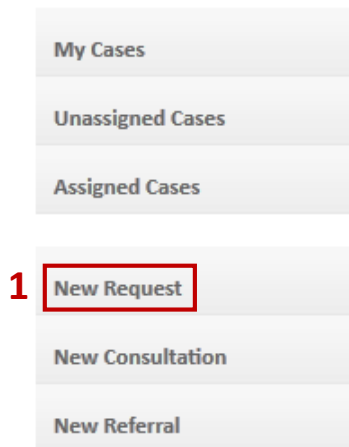 My Cases
Unassigned Cases
Assigned Cases
1 New Request
New Consultation
New Referral